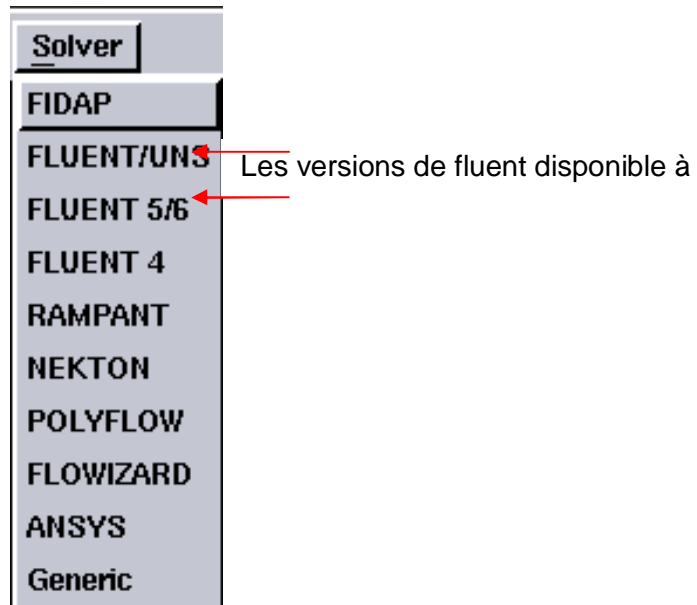 Solver
FIDAP
FLUENT/UNS
Les versions de fluent disponible à
FLUENT 5/6
FLUENT 4
RAMPANT
NEKTON
POLYFLOW
FLOWIZARD
ANSYS
Generic